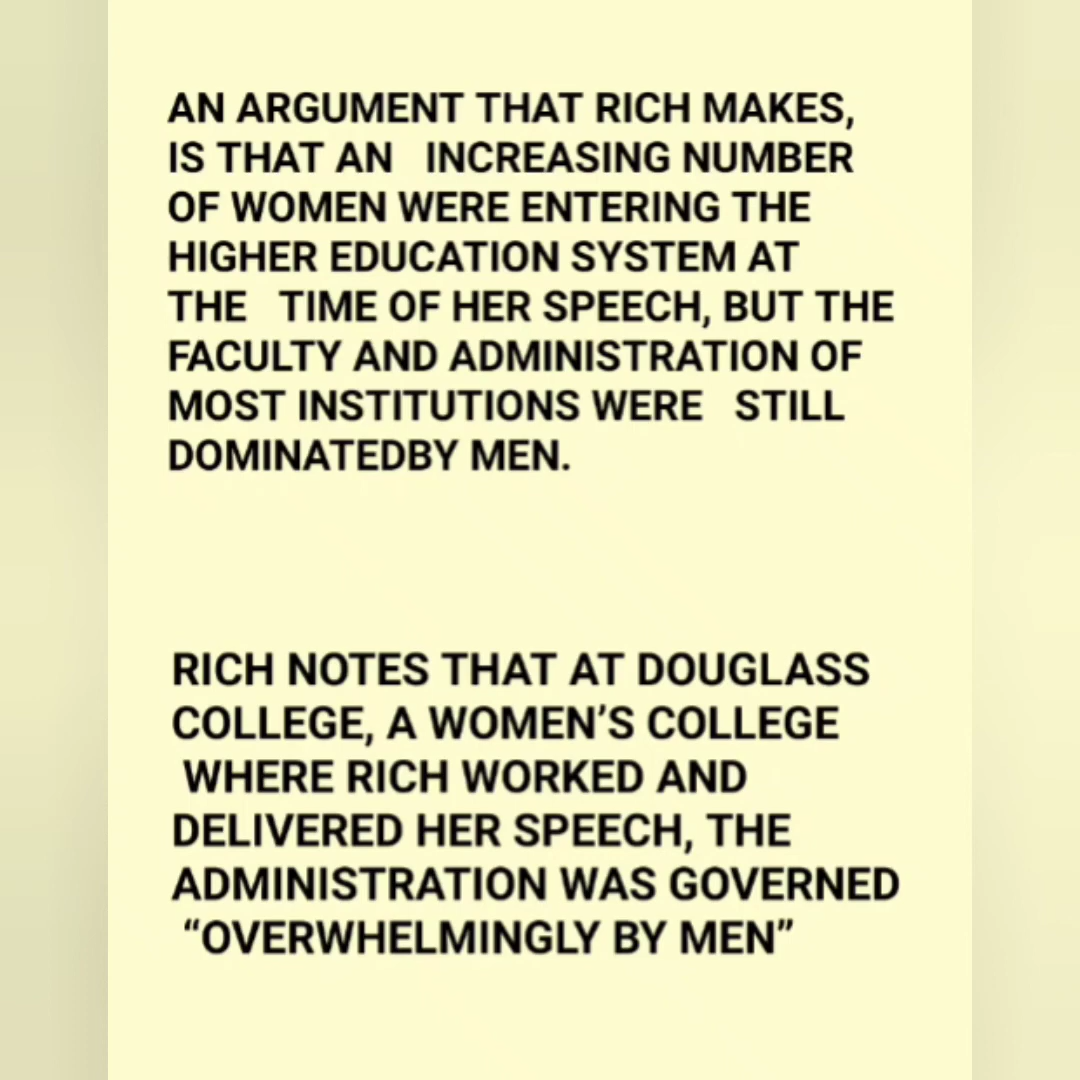 AN ARGUMENT THAT RICH MAKES,
IS THAT AN   INCREASING NUMBER
OF WOMEN WERE ENTERING THE
HIGHER EDUCATION SYSTEM AT
THE   TIME OF HER SPEECH, BUT THE
FACULTY AND ADMINISTRATION OF
MOST INSTITUTIONS WERE   STILL
DOMINATEDBY MEN.
RICH NOTES THAT AT DOUGLASS
COLLEGE, A WOMEN’S COLLEGE
WHERE RICH WORKED AND
DELIVERED HER SPEECH, THE
ADMINISTRATION WAS GOVERNED
“OVERWHELMINGLY BY MEN”